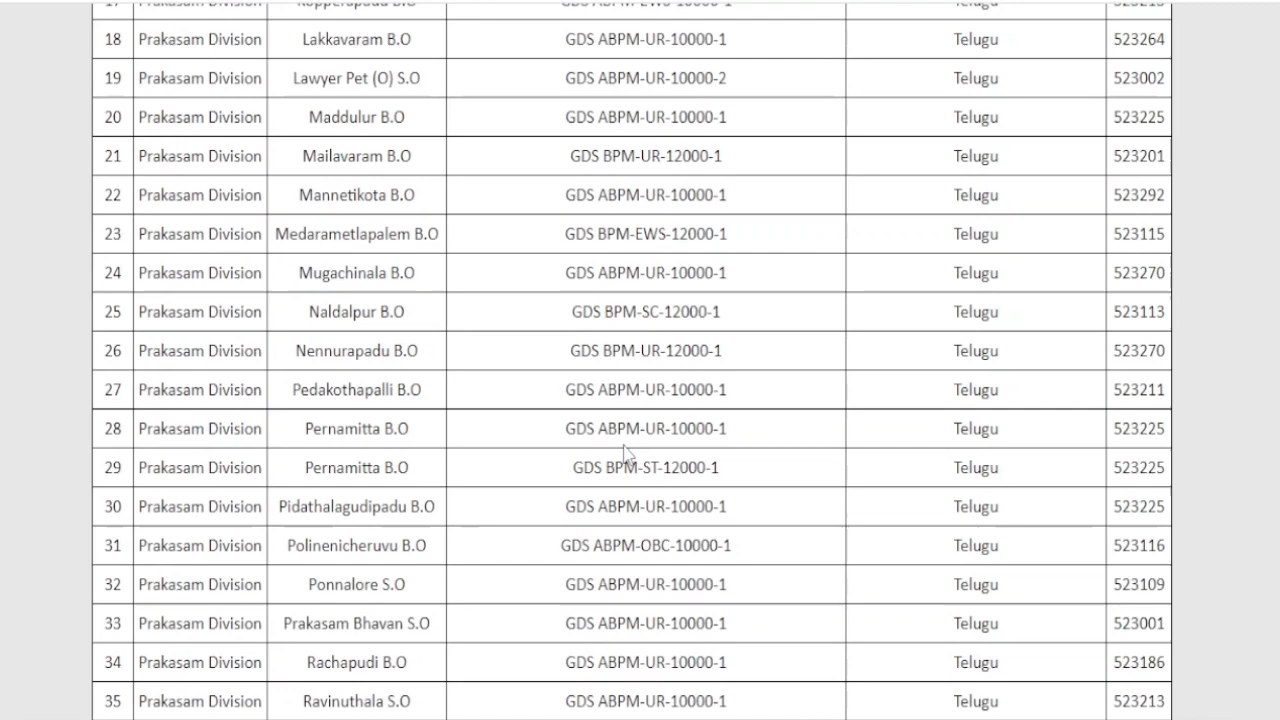 18 Prakasam Division Lakkavaram B.O GDS ABPM-UR-10000-1 Telugu 523264
19 Prakasam Division Lawyer Pet (O) S.O GDS ABPM-UR-10000-2 Telugu 523002
20 Prakasam Division Maddulur B.O GDS ABPM-UR-10000-1 Telugu 523225
21 Prakasam Division Mailavaram B.O GDS BPM-UR-12000-1 Telugu 523201
22 Prakasam Division Mannetikota B.O GDS ABPM-UR-10000-1 Telugu 523292
23 Prakasam Division Medarametlapalem B.O GDS BPM-EWS-12000-1 Telugu 523115
24 Prakasam Division Mugachinala B.O GDS ABPM-UR-10000-1 Telugu 523270
25 Prakasam Division Naldalpur B.O GDS BPM-SC-12000-1 Telugu 523113
26 Prakasam Division Nennurapadu B.O GDS BPM-UR-12000-1 Telugu 523270
27 Prakasam Division Pedakothapalli B.O GDS ABPM-UR-10000-1 Telugu 523211
28 Prakasam Division Pernamitta B.O GDS ABPM-UR-10000-1 Telugu 523225
29 Prakasam Division Pernamitta B.O GDS BPM-ST-12000-1 Telugu 523225
30 Prakasam Division Pidathalagudipadu B.O GDS ABPM-UR-10000-1 Telugu 523225
31 Prakasam Division Polinenicheruvu B.O GDS ABPM-OBC-10000-1 Telugu 523116
32 Prakasam Division Ponnalore S.O GDS ABPM-UR-10000-1 Telugu 523109
33 Prakasam Division Prakasam Bhavan S.O GDS ABPM-UR-10000-1 Telugu 523001
34 Prakasam Division Rachapudi B.O GDS ABPM-UR-10000-1 Telugu 523186
35 Prakasam Division Ravinuthala S.O GDS ABPM-UR-10000-1 Telugu 523213